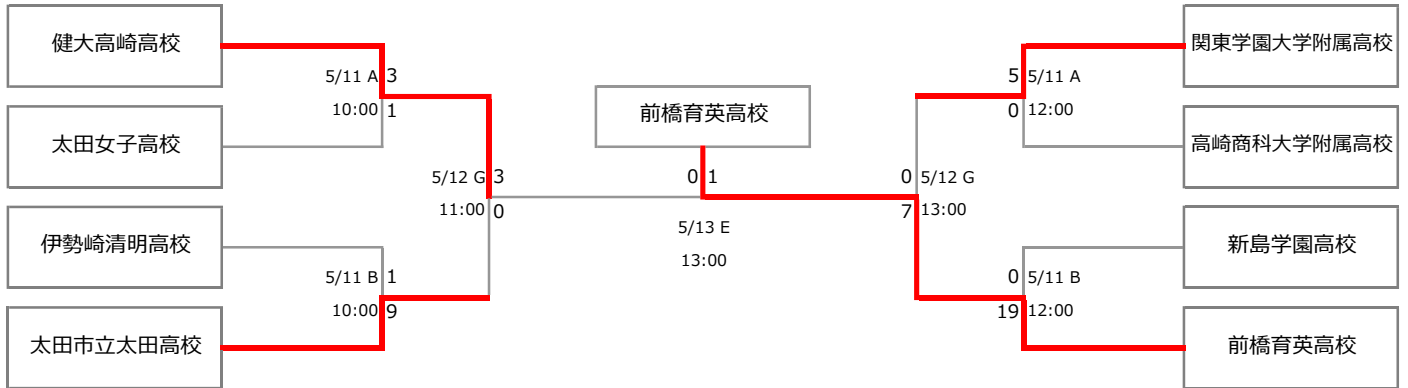 健大高崎高校
関東学園大学附属高校
5/11 A 3
5 5/11 A
10:00 1
前橋育英高校
0 12:00
太田女子高校
高崎商科大学附属高校
5/12 G 3
0 1
0 5/12 G
11:00 0
7 13:00
5/13 E
伊勢崎清明高校
新島学園高校
13:00
5/11 B 1
0 5/11 B
10:00 9
19 12:00
太田市立太田高校
前橋育英高校